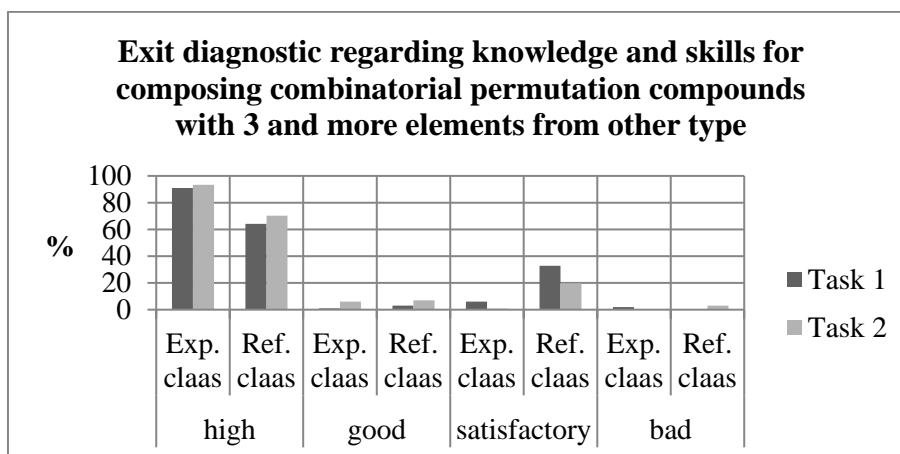 Exit diagnostic regarding knowledge and skills for
composing combinatorial permutation compounds
with 3 and more elements from other type
100
80
60
40
20
0
%
Exp. claas
Ref. claas
Exp. claas
Ref. claas
Exp. claas
Ref. claas
Exp. claas
Ref. claas
high
good
satisfactory
bad
Task 1
Task 2